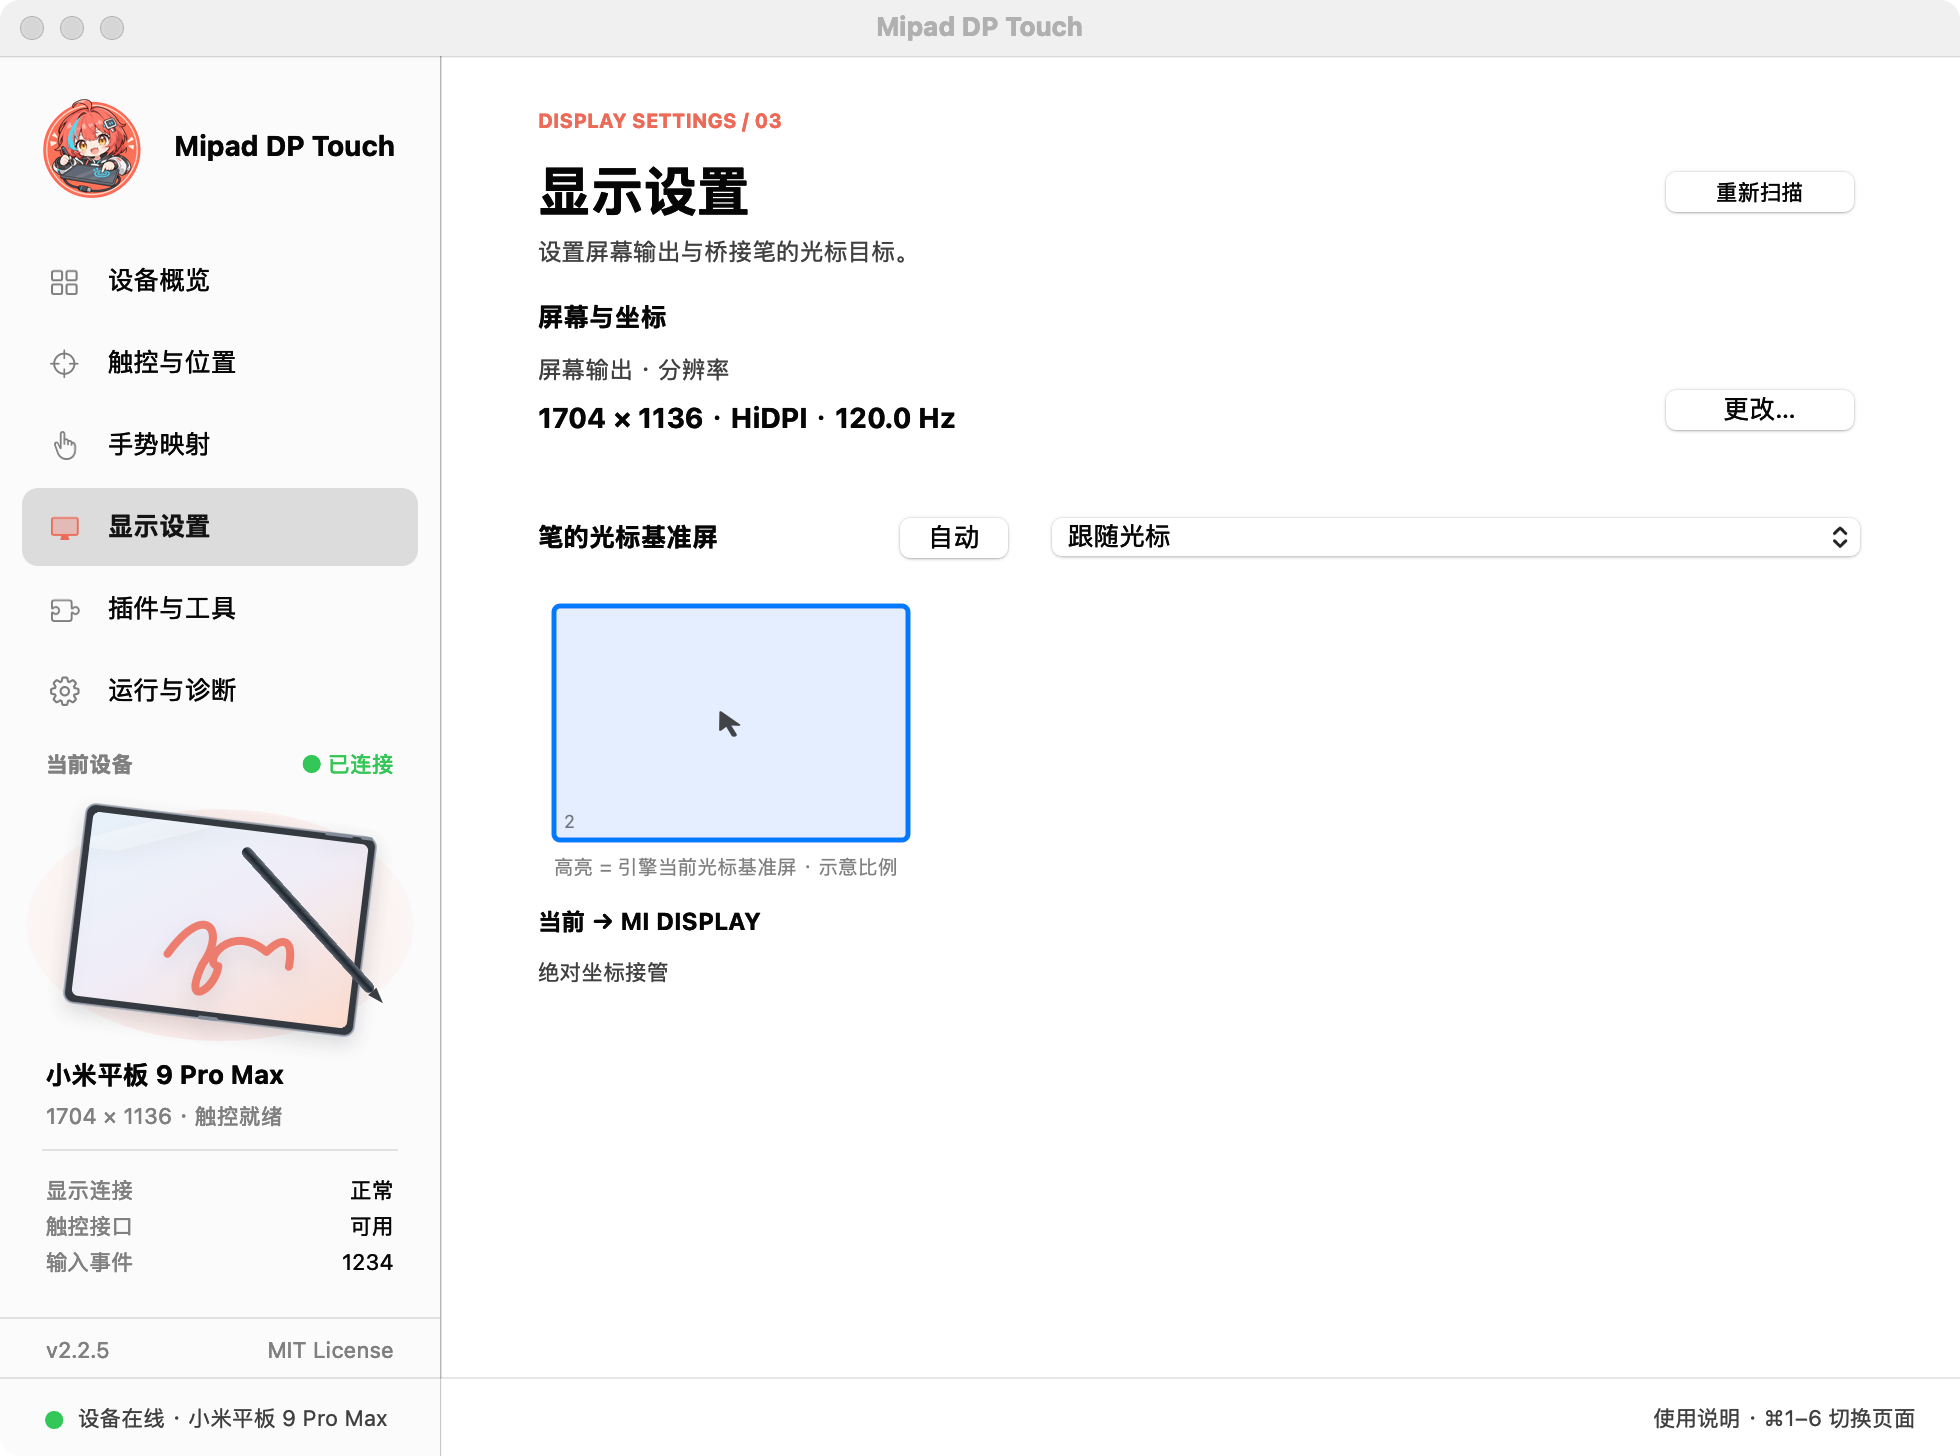 Mipad DP Touch
Mipad DP Touch
设备概览
触控与位置
手势映射
显示设置
插件与工具
运行与诊断
当前设备
已连接
小米平板 9 Pro Max
1704 × 1136 · 触控就绪
显示连接 正常
触控接口 可用
输入事件 1234
v2.2.5 MIT License
设备在线 · 小米平板 9 Pro Max
DISPLAY SETTINGS / 03
显示设置
重新扫描
设置屏幕输出与桥接笔的光标目标。
屏幕与坐标
屏幕输出 · 分辨率
1704 × 1136 · HiDPI · 120.0 Hz
更改...
笔的光标基准屏
自动
跟随光标
2
高亮 = 引擎当前光标基准屏 · 示意比例
当前 → MI DISPLAY
绝对坐标接管
使用说明 · ⌘1–6 切换页面